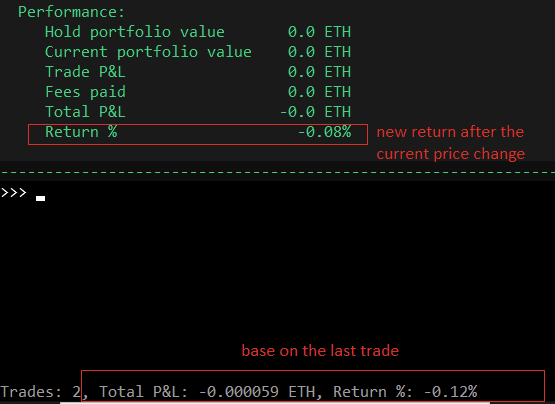 Performance:
Hold portfolio value 0.0 ETH
Current portfolio value 0.0 ETH
Trade P&L 0.0 ETH
Fees paid 0.0 ETH
Total P&L -0.0 ETH
Return % -0.08%
new return after the
current price change
>>>
base on the last trade
Trades: 2, Total P&L: -0.000059 ETH, Return %: -0.12%